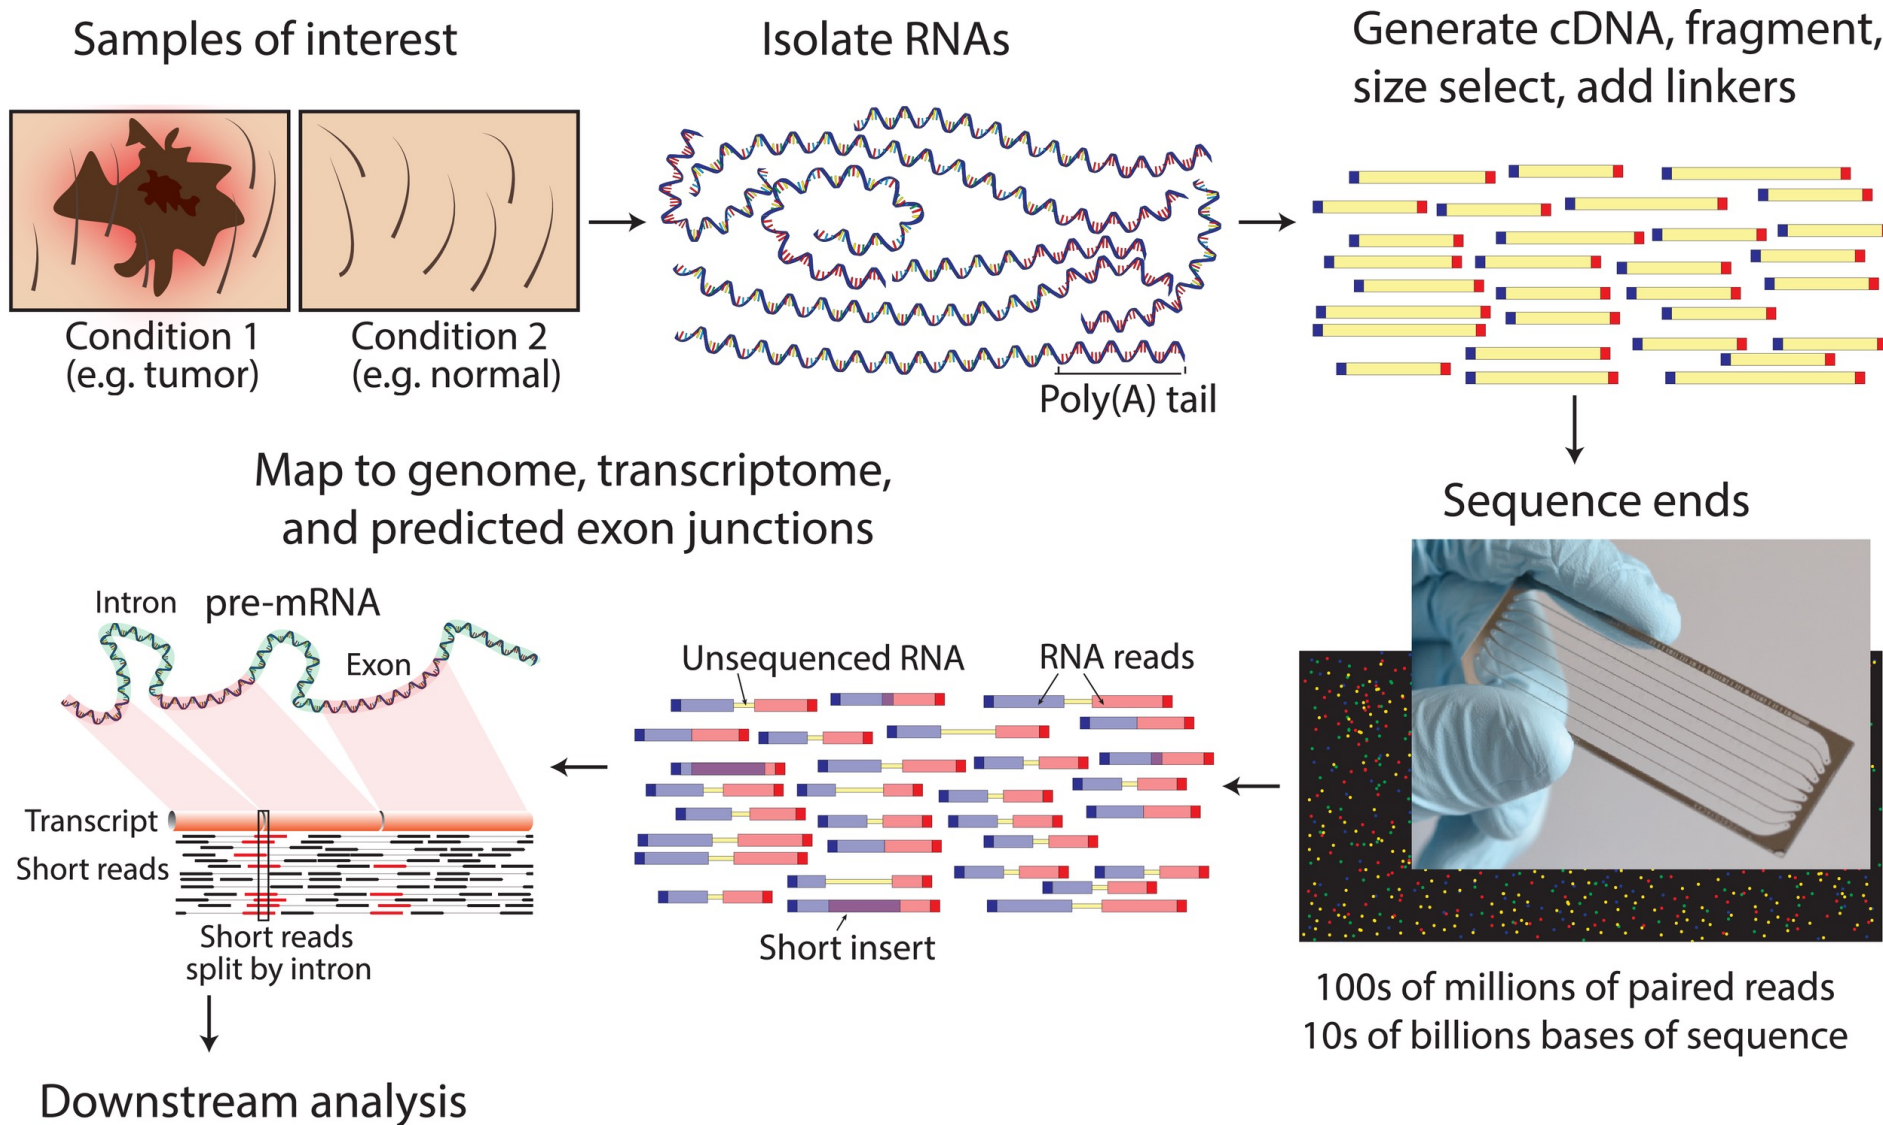 Samples of interest
Condition 1
(e.g. tumor)
Condition 2
(e.g. normal)
Isolate RNAs
Poly(A) tail
Generate cDNA, fragment,
size select, add linkers
Sequence ends
100s of millions of paired reads
10s of billions bases of sequence
Unsequenced RNA
RNA reads
Short insert
Map to genome, transcriptome,
and predicted exon junctions
Intron
pre-mRNA
Exon
Transcript
Short reads
Short reads
split by intron
Downstream analysis